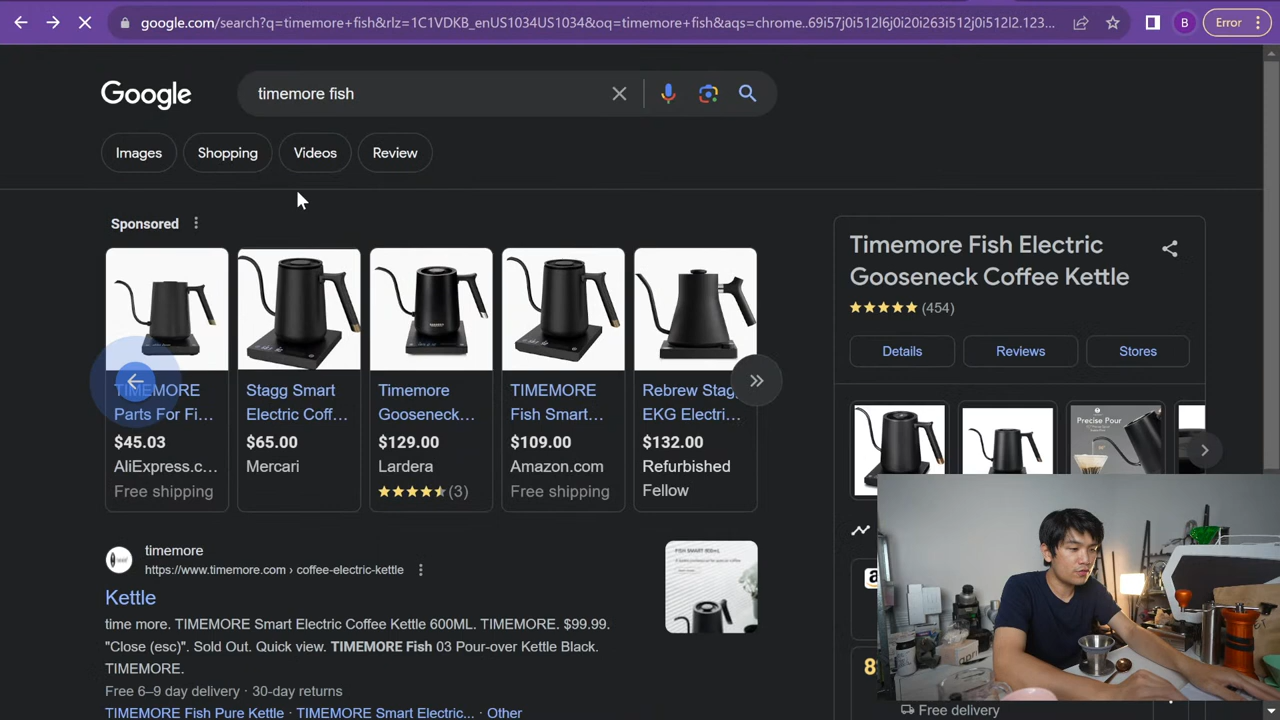 google.com/search?q=timemore+fish&rlz=1C1VDKB_enUS1034US1034&oq=timemore+fish&aqs=chrome..69i57j0i512l6j0i20i263i512j0i512l2.123...
B
Error
Google
timemore fish
Images
Shopping
Videos
Review
Sponsored
TIMEMORE
Parts For Fi...
$45.03
AliExpress.c...
Free shipping
Stagg Smart
Electric Coff...
$65.00
Mercari
Timemore
Gooseneck...
$129.00
Lardera
(3)
TIMEMORE
Fish Smart...
$109.00
Amazon.com
Free shipping
Rebrew Stag
EKG Electri...
$132.00
Refurbished
Fellow
Timemore Fish Electric
Gooseneck Coffee Kettle
(454)
Details
Reviews
Stores
Precise Pour
timemore
https://www.timemore.com › coffee-electric-kettle
Kettle
time more. TIMEMORE Smart Electric Coffee Kettle 600ML. TIMEMORE. $99.99.
"Close (esc)". Sold Out. Quick view. TIMEMORE Fish 03 Pour-over Kettle Black.
TIMEMORE.
Free 6–9 day delivery · 30-day returns
TIMEMORE Fish Pure Kettle · TIMEMORE Smart Electric... · Other
Free delivery